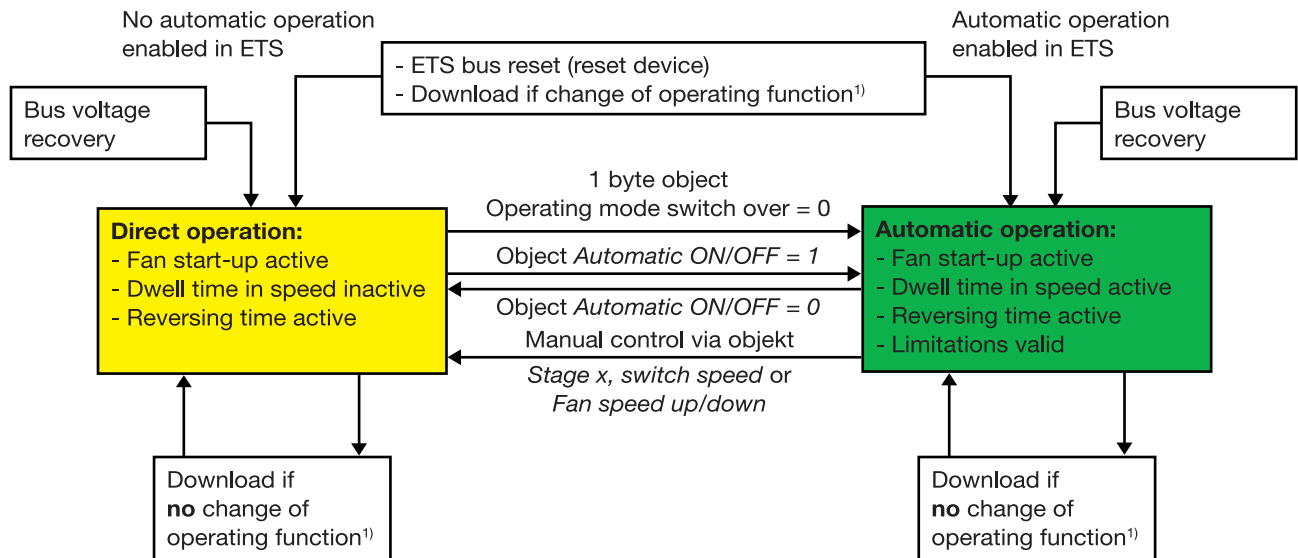 No automatic operation
enabled in ETS
Automatic operation
enabled in ETS
- ETS bus reset (reset device)
- Download if change of operating function1)
Bus voltage
recovery
Bus voltage
recovery
1 byte object
Operating mode switch over = 0
Object Automatic ON/OFF = 1
Object Automatic ON/OFF = 0
Manual control via objekt
Stage x, switch speed or
Fan speed up/down
Direct operation:
- Fan start-up active
- Dwell time in speed inactive
- Reversing time active
Automatic operation:
- Fan start-up active
- Dwell time in speed active
- Reversing time active
- Limitations valid
Download if
no change of
operating function1)
Download if
no change of
operating function1)